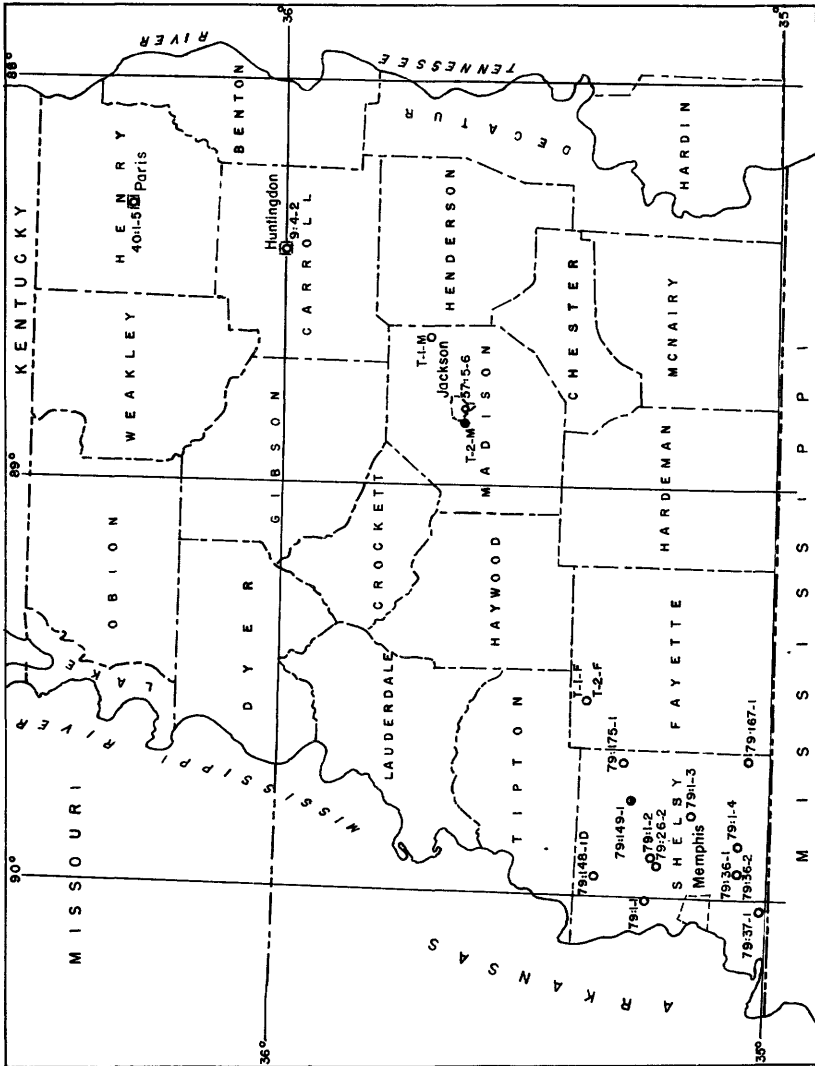 MISSOURI
KENTUCKY
TENNESSEE
RIVER
MISSISSIPPI
RIVER
ARKANSAS
MISSISSIPPI
90°
89°
88°
36°
36°
35°
35°
LAKE
OBION
WEAKLEY
HENRY
40:1-5
Paris
BENTON
DYER
GIBSON
CARROLL
Huntingdon
9:4-2
LAUDERDALE
CROCKETT
HAYWOOD
MADISON
Jackson
T-1-M
T-2-M
57:15-6
HENDERSON
DECATUR
TIPTON
CHESTER
SHELBY
Memphis
FAYETTE
HARDEMAN
MCNAIRY
HARDIN
T-1-F
T-2-F
79:175-1
79:148-1D
79:149-1
79:1-2
79:26-2
79:1-1
79:1-3
79:1-4
79:36-1
79:36-2
79:37-1
79:167-1